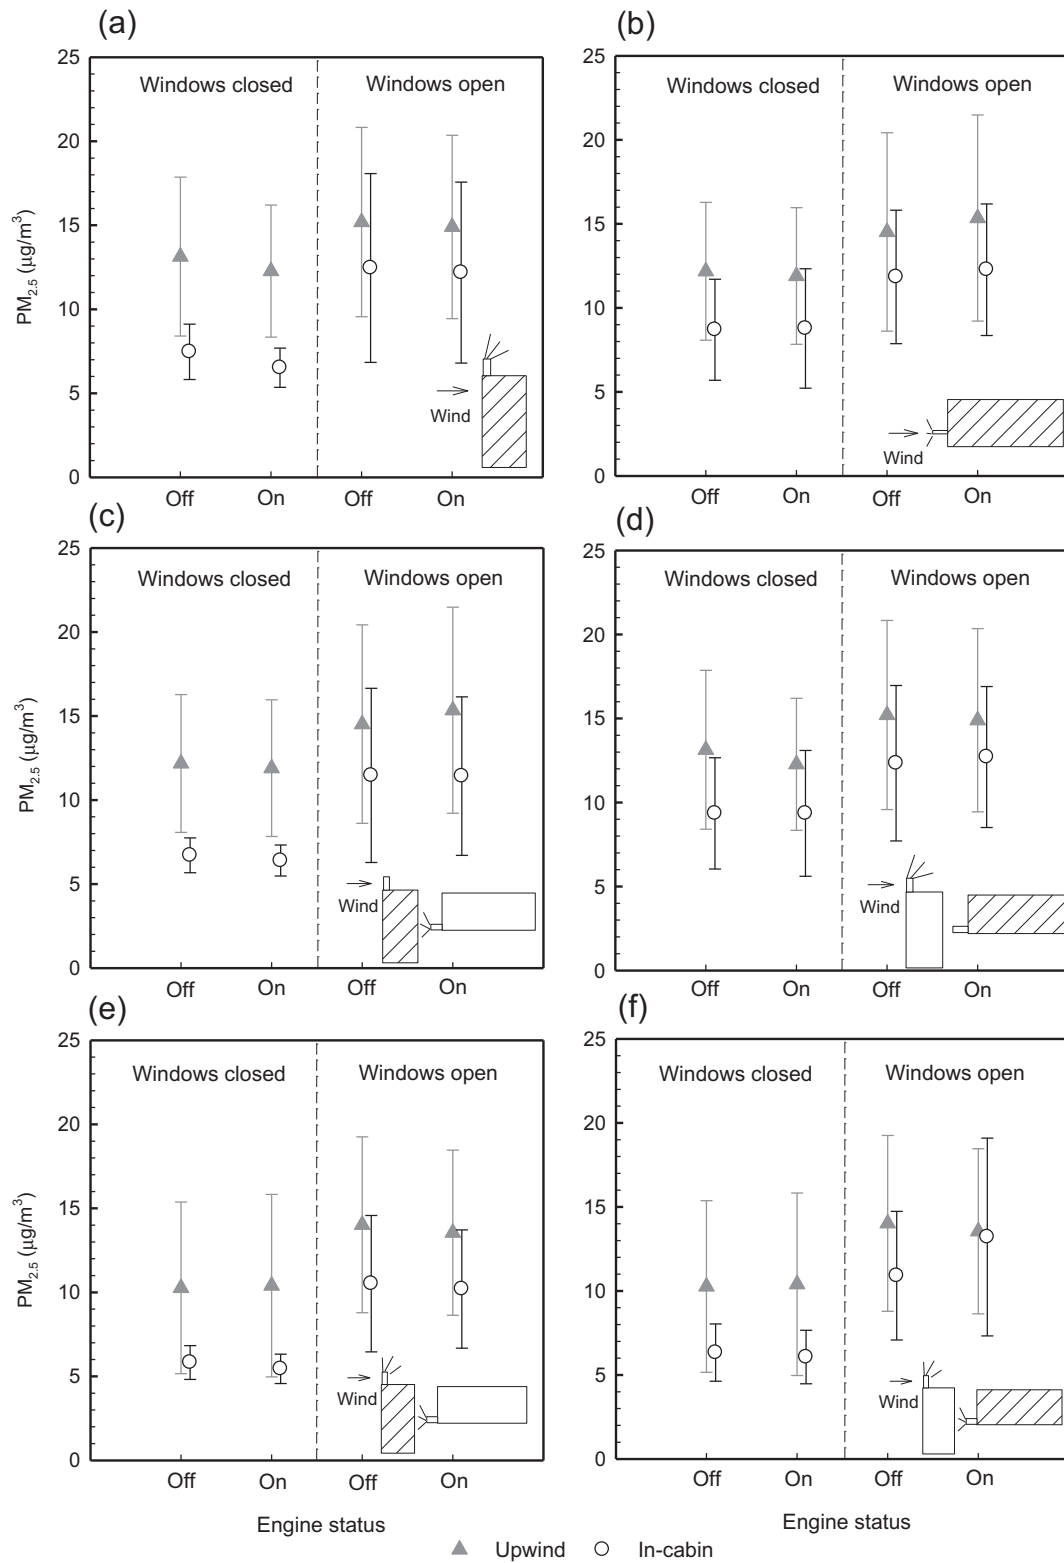 (a)
Windows closed
Windows open
25
20
15
10
5
0
PM2.5 (µg/m3)
Wind
Off
On
Off
On
(b)
Windows closed
Windows open
25
20
15
10
5
0
Wind
Off
On
Off
On
(c)
Windows closed
Windows open
25
20
15
10
5
0
PM2.5 (µg/m3)
Wind
Off
On
Off
On
(d)
Windows closed
Windows open
25
20
15
10
5
0
Wind
Off
On
Off
On
(e)
Windows closed
Windows open
25
20
15
10
5
0
PM2.5 (µg/m3)
Wind
Off
On
Off
On
Engine status
(f)
Windows closed
Windows open
25
20
15
10
5
0
Wind
Off
On
Off
On
Engine status
Upwind
In-cabin